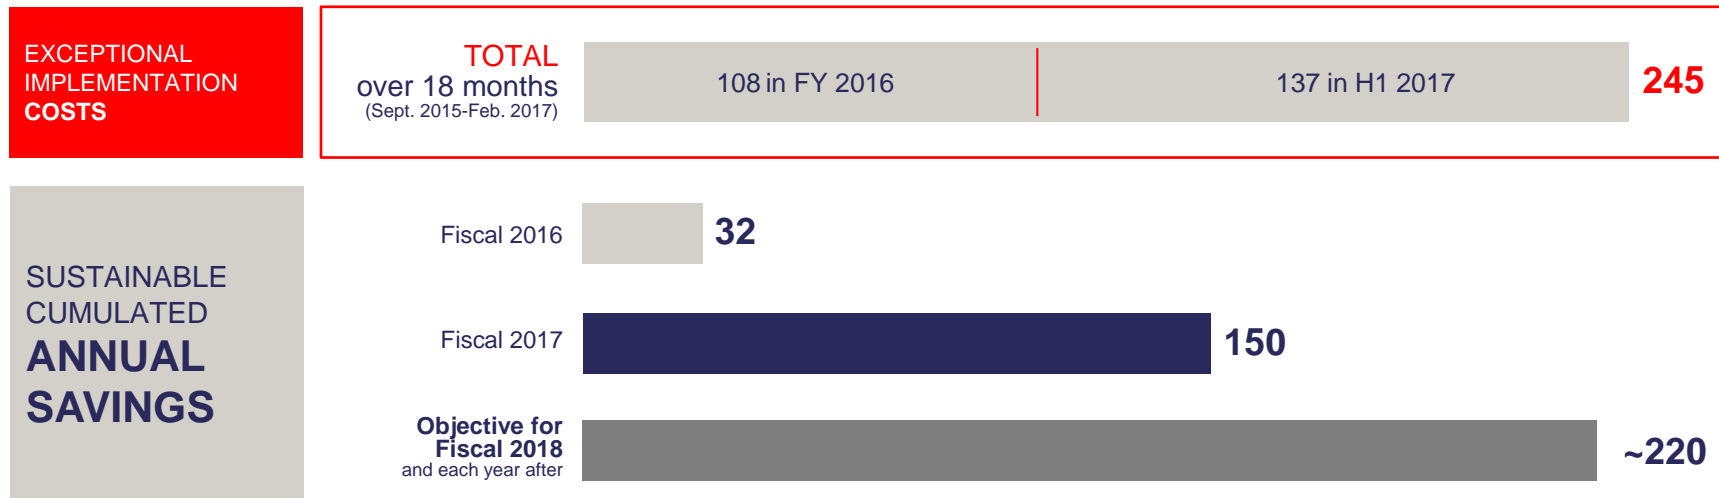 EXCEPTIONAL
IMPLEMENTATION
COSTS
TOTAL
over 18 months
(Sept. 2015-Feb. 2017)
108 in FY 2016
137 in H1 2017
245
SUSTAINABLE
CUMULATED
ANNUAL
SAVINGS
Fiscal 2016
32
Fiscal 2017
150
Objective for
Fiscal 2018
and each year after
~220